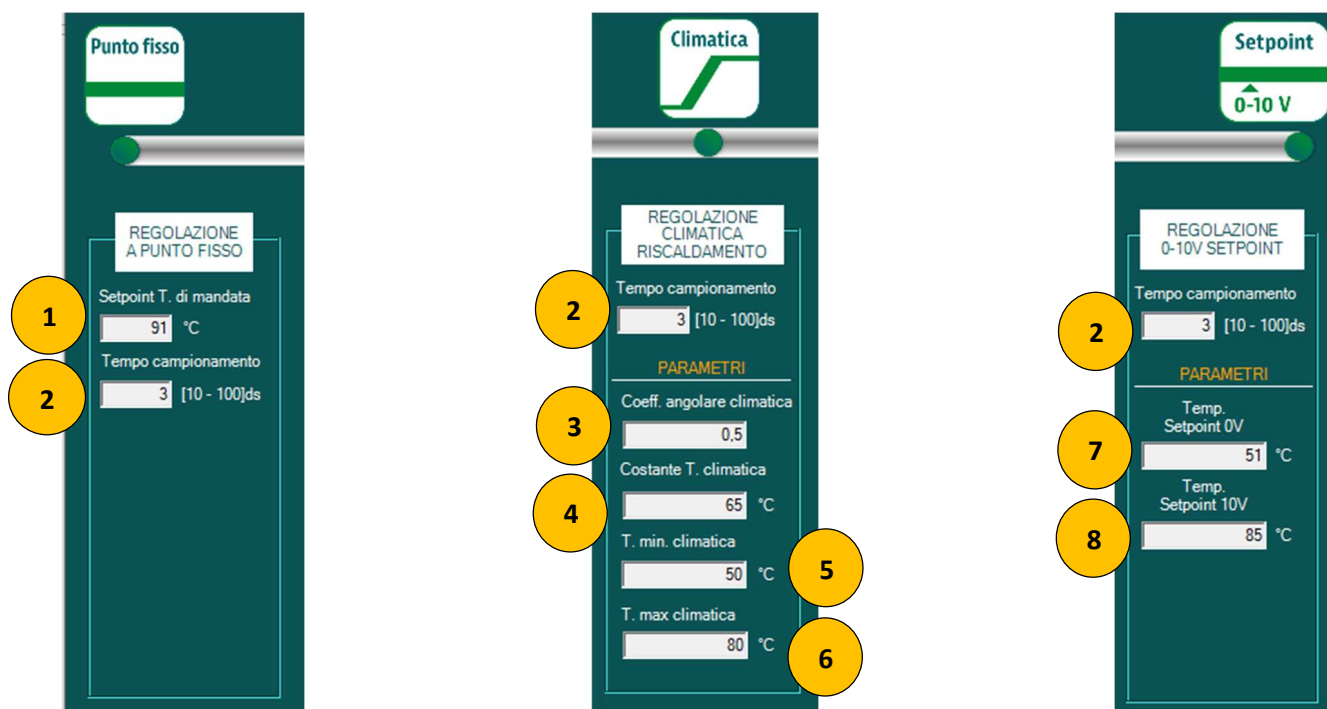 Punto fisso
REGOLAZIONE
A PUNTO FISSO
Setpoint T. di mandata
1
91 °C
Tempo campionamento
2
3 [10 - 100]ds
Climatica
REGOLAZIONE
CLIMATICA
RISCALDAMENTO
Tempo campionamento
2
3 [10 - 100]ds
PARAMETRI
Coeff. angolare climatica
3
0,5
Costante T. climatica
4
65 °C
T. min. climatica
50 °C
5
T. max climatica
80 °C
6
Setpoint
0-10 V
REGOLAZIONE
0-10V SETPOINT
Tempo campionamento
2
3 [10 - 100]ds
PARAMETRI
Temp.
Setpoint 0V
7
51 °C
Temp.
Setpoint 10V
8
85 °C